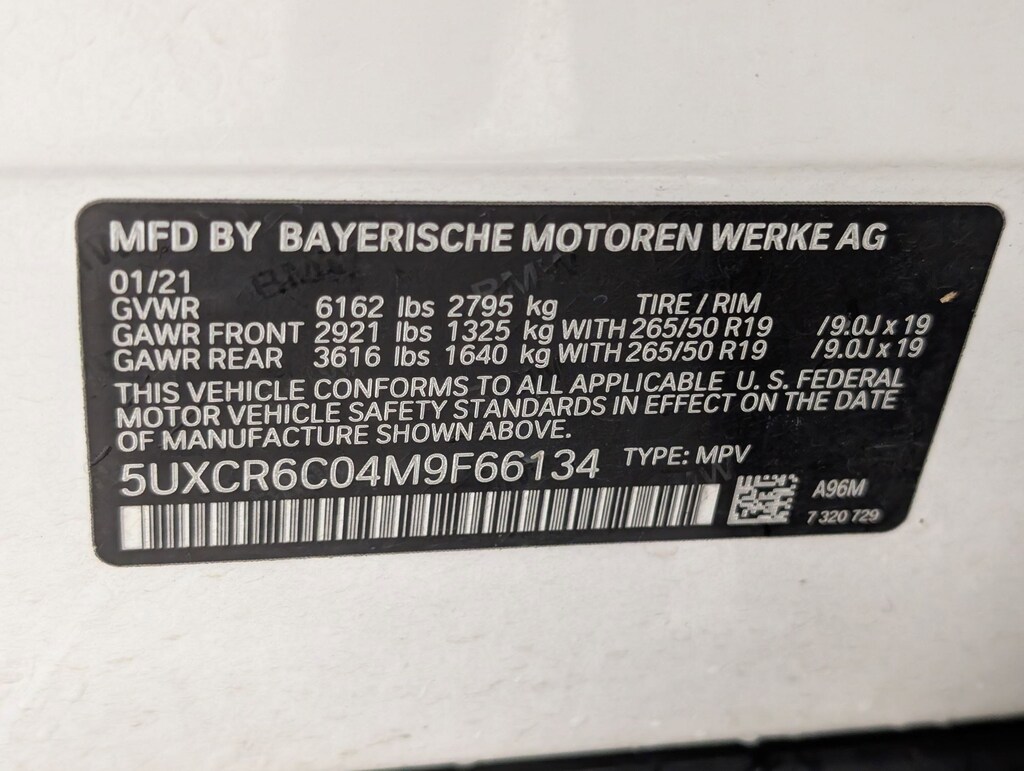 MFD BY BAYERISCHE MOTOREN WERKE AG
01/21
GVWR 6162 lbs 2795 kg TIRE / RIM
GAWR FRONT 2921 lbs 1325 kg WITH 265/50 R19 /9.0J x 19
GAWR REAR 3616 lbs 1640 kg WITH 265/50 R19 /9.0J x 19
THIS VEHICLE CONFORMS TO ALL APPLICABLE U. S. FEDERAL
MOTOR VEHICLE SAFETY STANDARDS IN EFFECT ON THE DATE
OF MANUFACTURE SHOWN ABOVE.
5UXCR6C04M9F66134 TYPE: MPV
A96M
7 320 729